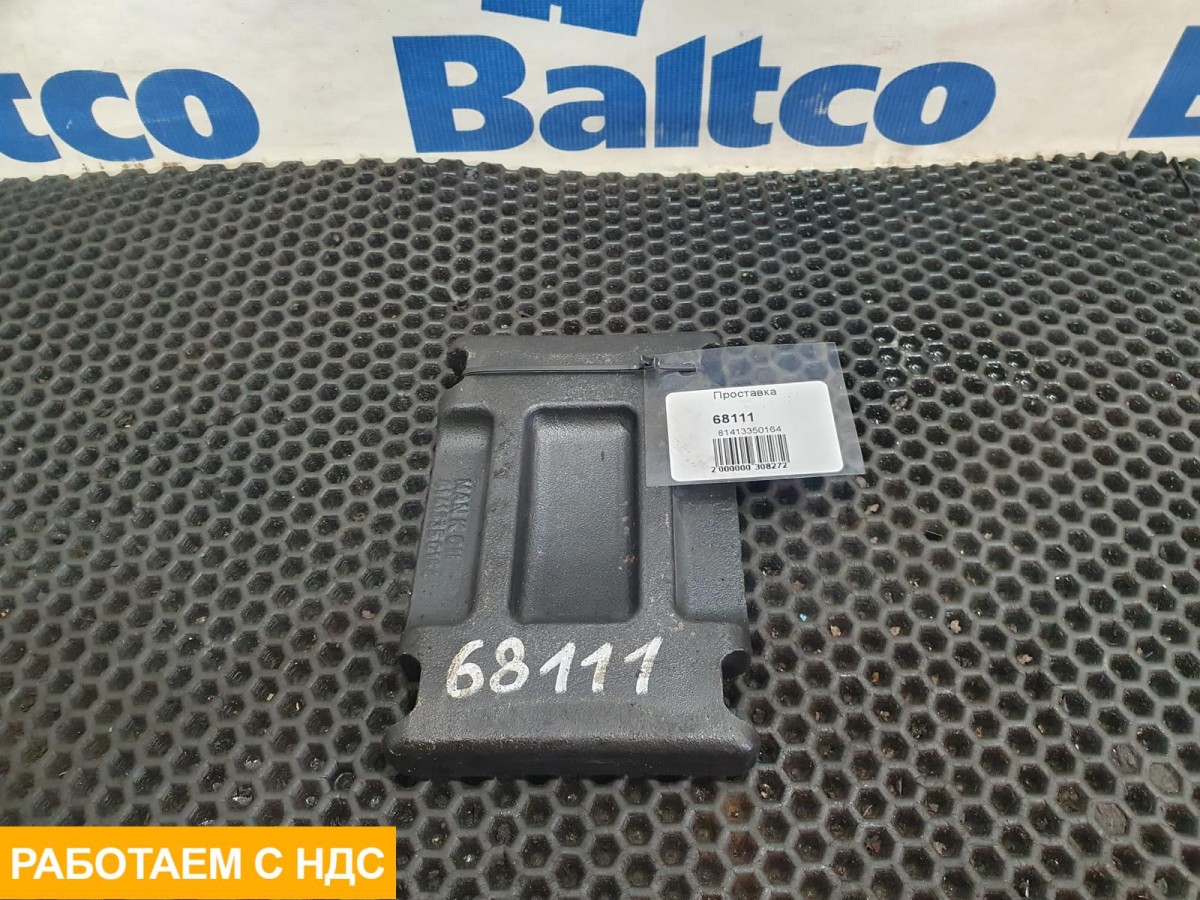 Baltco
Проставка
68111
81413350164
2 000000 308272
68111
РАБОТАЕМ С НДС